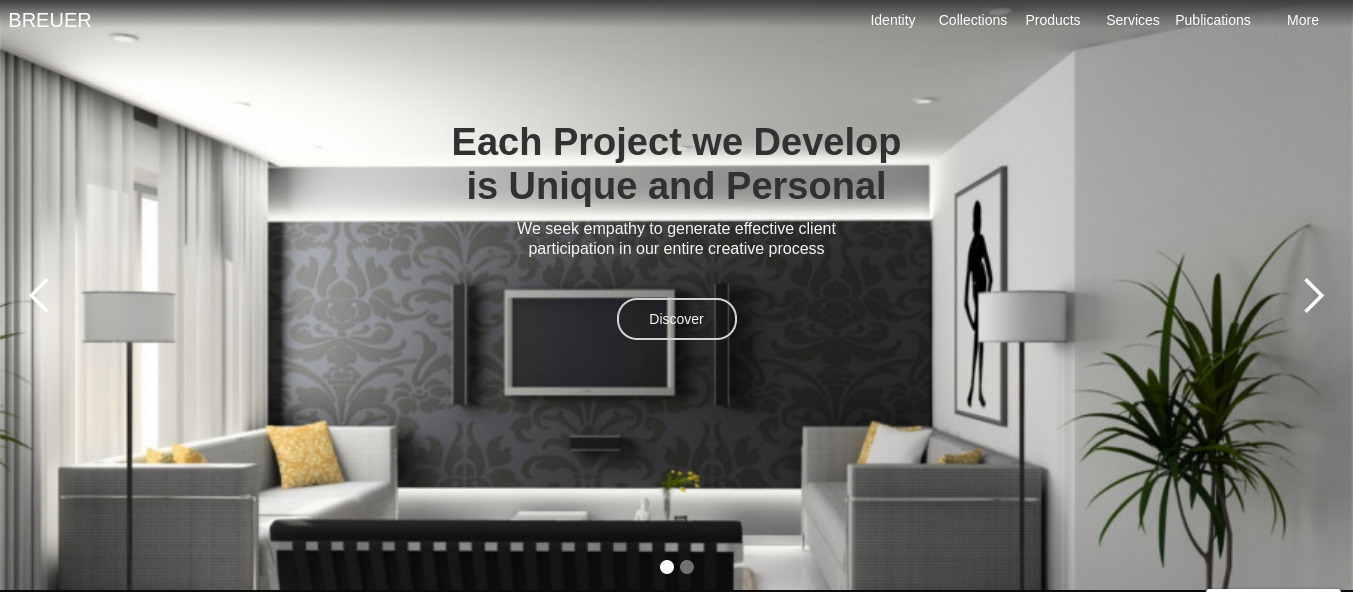 BREUER
Identity Collections Products Services Publications More
Each Project we Develop
is Unique and Personal
We seek empathy to generate effective client
participation in our entire creative process
Discover